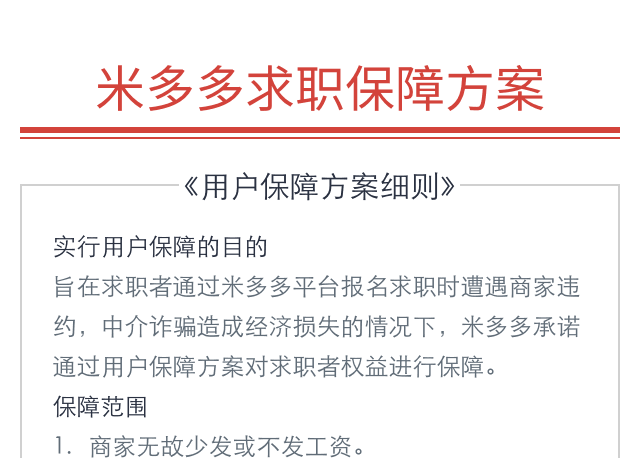 米多多求职保障方案
《用户保障方案细则》
实行用户保障的目的
旨在求职者通过米多多平台报名求职时遭遇商家违
约，中介诈骗造成经济损失的情况下，米多多承诺
通过用户保障方案对求职者权益进行保障。
保障范围
1. 商家无故少发或不发工资。